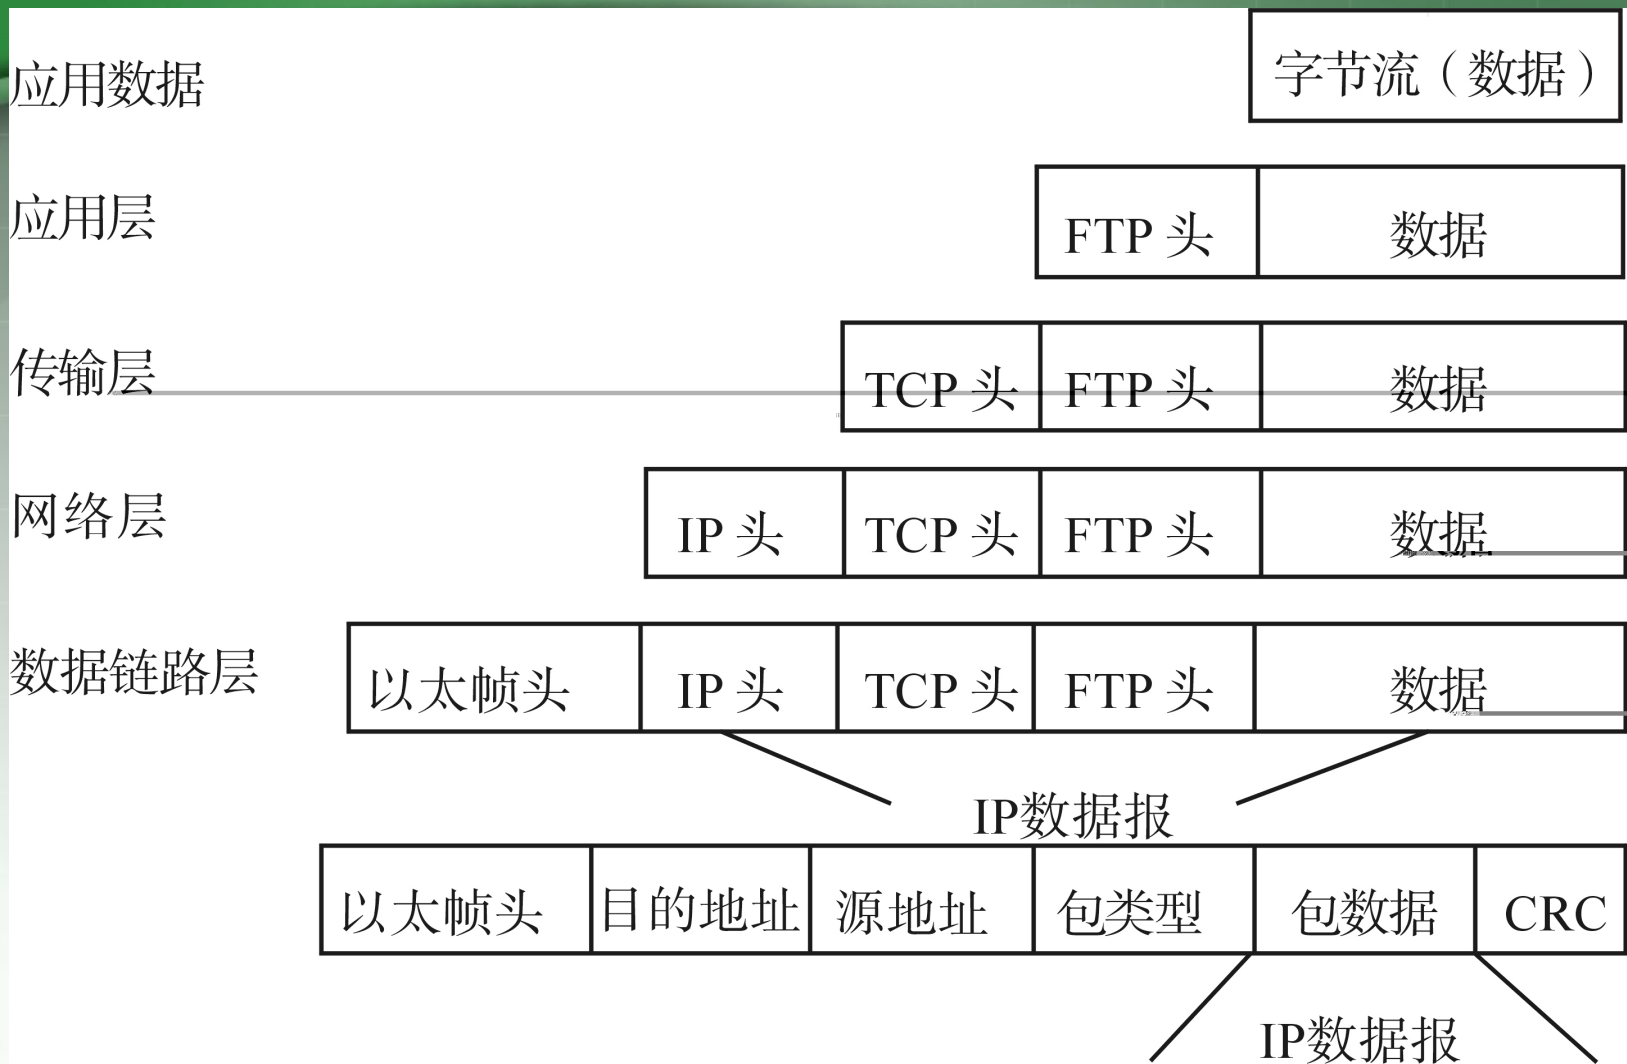 应用数据
字节流（数据）
应用层
FTP 头 数据
传输层
TCP 头 FTP 头 数据
网络层
IP 头 TCP 头 FTP 头 数据
数据链路层
以太帧头 IP 头 TCP 头 FTP 头 数据
IP数据报
以太帧头 目的地址 源地址 包类型 包数据 CRC
IP数据报